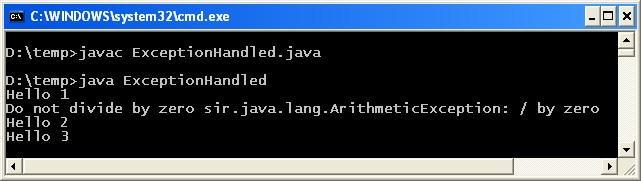 C:\WINDOWS\system32\cmd.exe
D:\temp>javac ExceptionHandled.java
D:\temp>java ExceptionHandled
Hello 1
Do not divide by zero sir.java.lang.ArithmeticException: / by zero
Hello 2
Hello 3